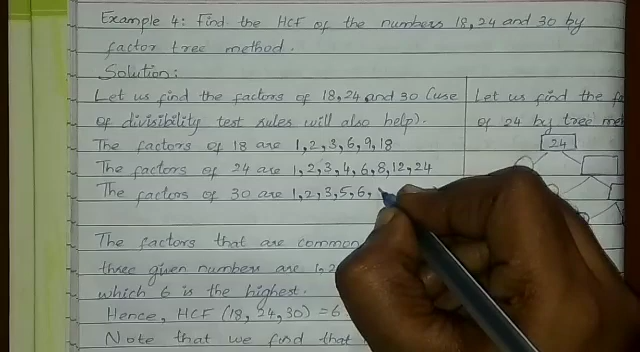 Example 4: Find the HCF of the numbers 18, 24 and 30 by
factor tree method.
Solution:
Let us find the factors of 18, 24 and 30 (use
of divisibility test rules will also help).
The factors of 18 are 1,2,3,6,9,18
The factors of 24 are 1,2,3,4,6,8,12,24
The factors of 30 are 1,2,3,5,6,
The factors that are common
three given numbers are 1,2
which 6 is the highest.
Hence, HCF (18, 24, 30) = 6
Note that we find that
Let us find the
of 24 by tree
24